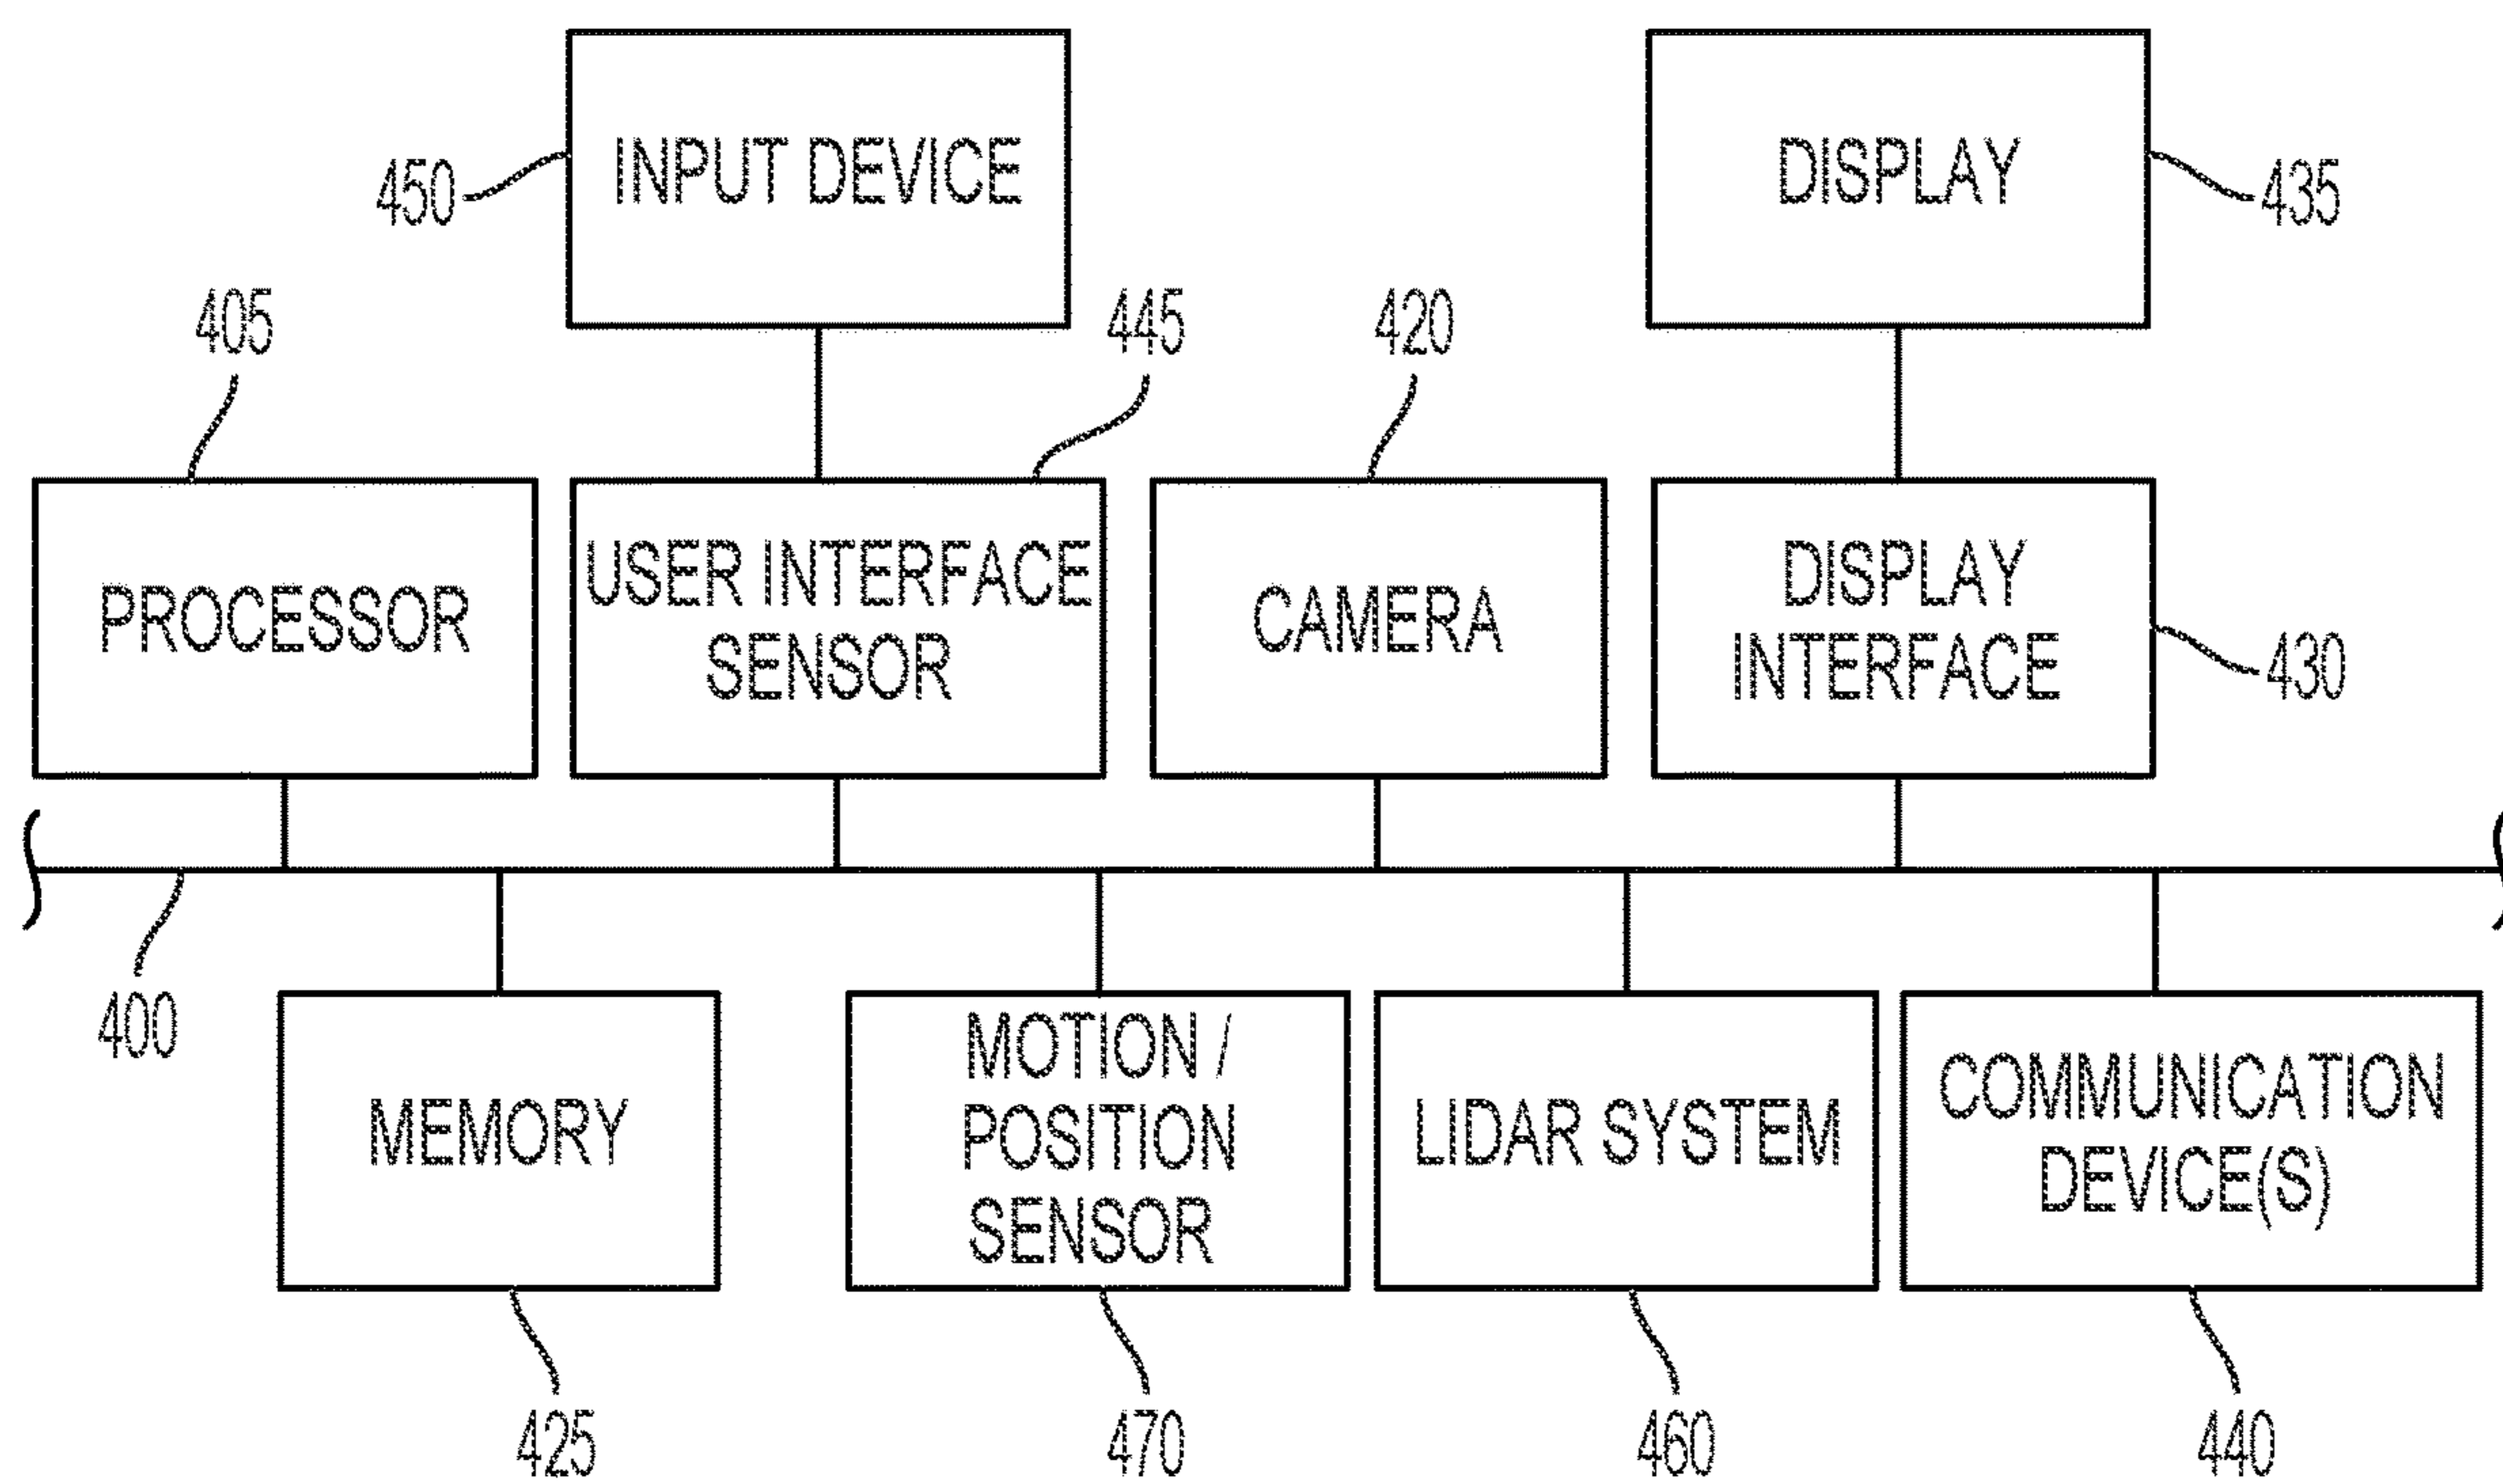 INPUT DEVICE
450
DISPLAY
435
405
445
420
PROCESSOR
USER INTERFACE
SENSOR
CAMERA
DISPLAY
INTERFACE
430
400
MEMORY
MOTION /
POSITION
SENSOR
LIDAR SYSTEM
COMMUNICATION
DEVICE(S)
425
470
460
440